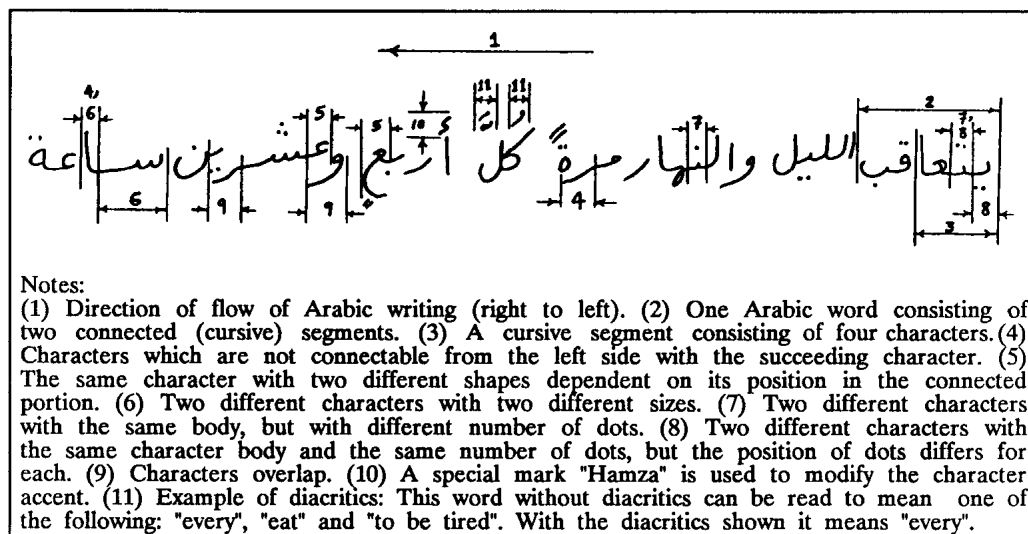 1
11 11
4, 2
6 5 5 10 7 7,
8
يتعاقب الليل والنهار مرة كل أربع وعشرين ساعة
6 9 9 4 8
3
Notes:
(1) Direction of flow of Arabic writing (right to left). (2) One Arabic word consisting of
two connected (cursive) segments. (3) A cursive segment consisting of four characters. (4)
Characters which are not connectable from the left side with the succeeding character. (5)
The same character with two different shapes dependent on its position in the connected
portion. (6) Two different characters with two different sizes. (7) Two different characters
with the same body, but with different number of dots. (8) Two different characters with
the same character body and the same number of dots, but the position of dots differs for
each. (9) Characters overlap. (10) A special mark "Hamza" is used to modify the character
accent. (11) Example of diacritics: This word without diacritics can be read to mean one of
the following: "every", "eat" and "to be tired". With the diacritics shown it means "every".